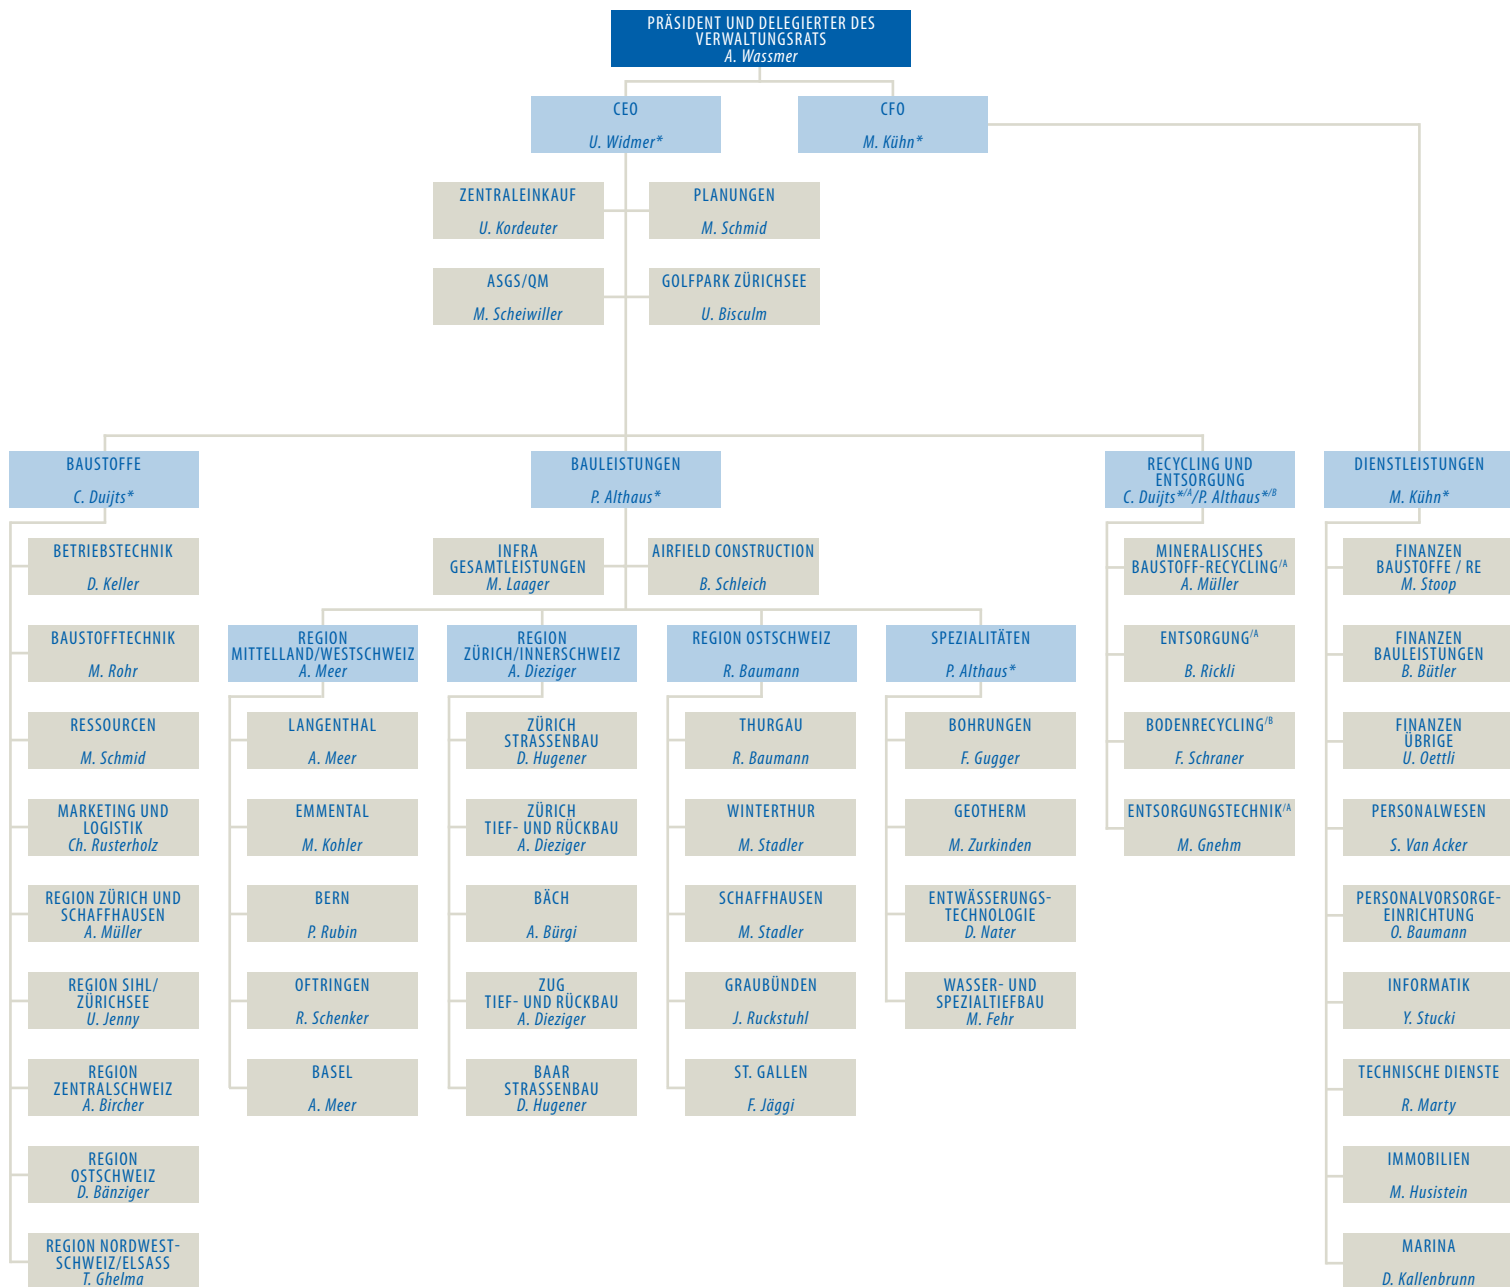 PRÄSIDENT UND DELEGIERTER DES
VERWALTUNGSRATS
A. Wassmer
CEO
U. Widmer*
CFO
M. Kühn*
ZENTRALEINKAUF
U. Kordeuter
PLANUNGEN
M. Schmid
ASGS/QM
M. Scheiwiller
GOLFPARK ZÜRICHSEE
U. Bisculm
BAUSTOFFE
C. Duijts*
BETRIEBSTECHNIK
D. Keller
BAUSTOFFTECHNIK
M. Rohr
RESSOURCEN
M. Schmid
MARKETING UND
LOGISTIK
Ch. Rusterholz
REGION ZÜRICH UND
SCHAFFHAUSEN
A. Müller
REGION SIHL/
ZÜRICHSEE
U. Jenny
REGION
ZENTRALSCHWEIZ
A. Bircher
REGION
OSTSCHWEIZ
D. Bänziger
REGION NORDWEST-
SCHWEIZ/ELSASS
T. Ghelma
BAULEISTUNGEN
P. Althaus*
INFRA
GESAMTLEISTUNGEN
M. Laager
AIRFIELD CONSTRUCTION
B. Schleich
REGION
MITTELLAND/WESTSCHWEIZ
A. Meer
LANGENTHAL
A. Meer
EMMENTAL
M. Kohler
BERN
P. Rubin
OFTRINGEN
R. Schenker
BASEL
A. Meer
REGION
ZÜRICH/INNERSCHWEIZ
A. Dieziger
ZÜRICH
STRASSENBAU
D. Hugener
ZÜRICH
TIEF- UND RÜCKBAU
A. Dieziger
BÄCH
A. Bürgi
ZUG
TIEF- UND RÜCKBAU
A. Dieziger
BAAR
STRASSENBAU
D. Hugener
REGION OSTSCHWEIZ
R. Baumann
THURGAU
R. Baumann
WINTERTHUR
M. Stadler
SCHAFFHAUSEN
M. Stadler
GRAUBÜNDEN
J. Ruckstuhl
ST. GALLEN
F. Jäggi
SPEZIALITÄTEN
P. Althaus*
BOHRUNGEN
F. Gugger
GEOTHERM
M. Zurkinden
ENTWÄSSERUNGS-
TECHNOLOGIE
D. Nater
WASSER- UND
SPEZIALTIEFBAU
M. Fehr
RECYCLING UND
ENTSORGUNG
C. Duijts*/A/P. Althaus*/B
MINERALISCHES
BAUSTOFF-RECYCLING/A
A. Müller
ENTSORGUNG/A
B. Rickli
BODENRECYCLING/B
F. Schraner
ENTSORGUNGSTECHNIK/A
M. Gnehm
DIENSTLEISTUNGEN
M. Kühn*
FINANZEN
BAUSTOFFE / RE
M. Stoop
FINANZEN
BAULEISTUNGEN
B. Bütler
FINANZEN
ÜBRIGE
U. Oettli
PERSONALWESEN
S. Van Acker
PERSONALVORSORGE-
EINRICHTUNG
O. Baumann
INFORMATIK
Y. Stucki
TECHNISCHE DIENSTE
R. Marty
IMMOBILIEN
M. Husistein
MARINA
D. Kallenbrunn